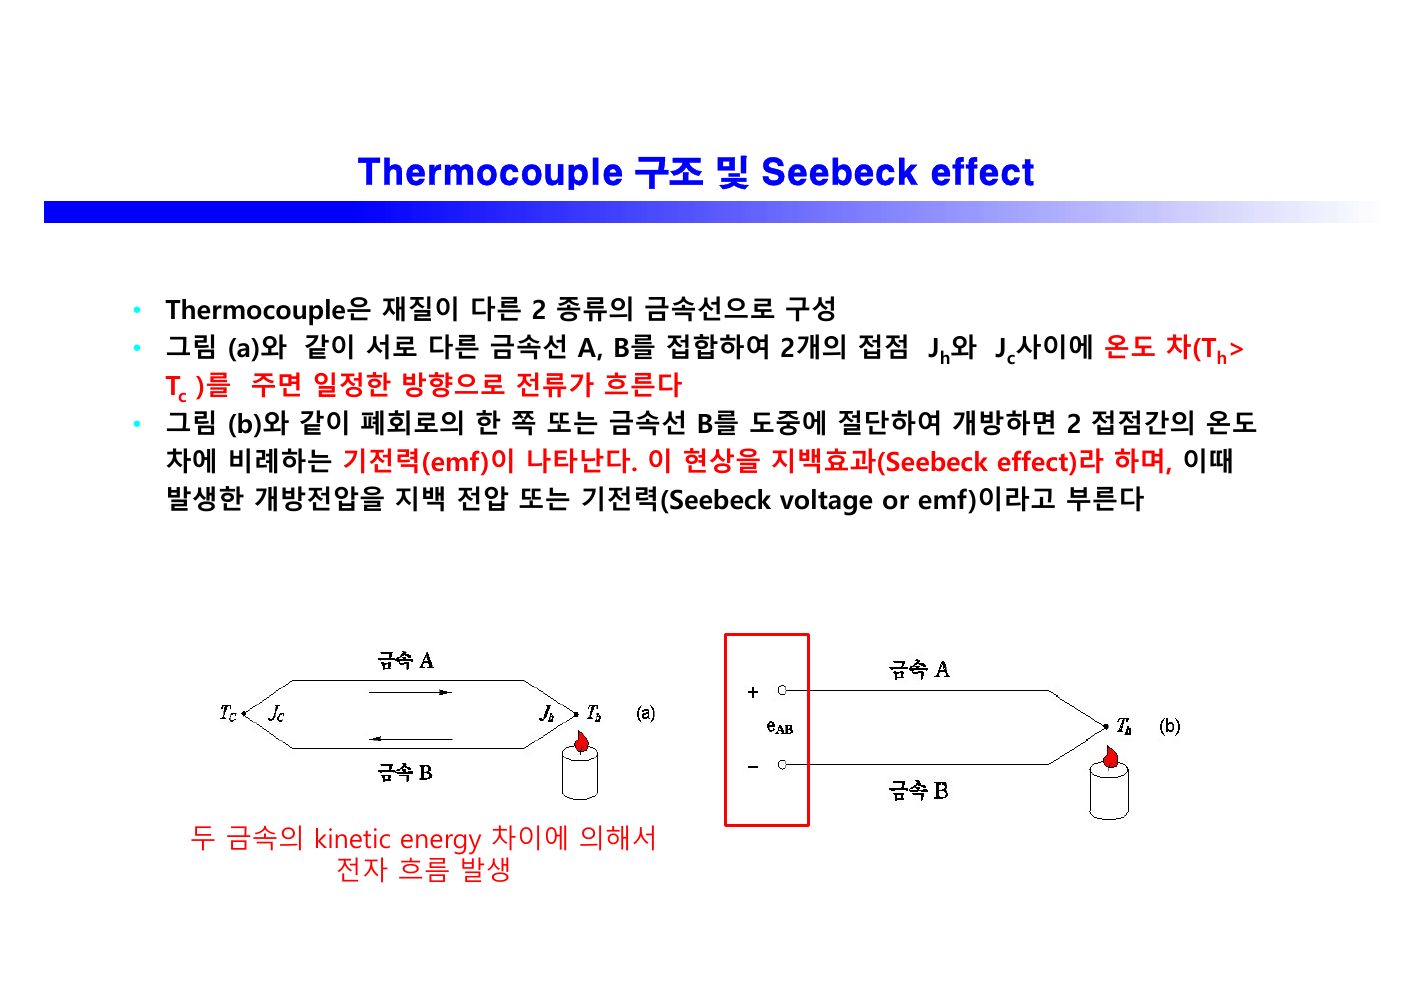 Thermocouple 구조 및 Seebeck effect
• Thermocouple은 재질이 다른 2 종류의 금속선으로 구성
• 그림 (a)와 같이 서로 다른 금속선 A, B를 접합하여 2개의 접점 Jh와 Jc사이에 온도 차(Th>
Tc )를 주면 일정한 방향으로 전류가 흐른다
• 그림 (b)와 같이 폐회로의 한 쪽 또는 금속선 B를 도중에 절단하여 개방하면 2 접점간의 온도
차에 비례하는 기전력(emf)이 나타난다. 이 현상을 지백효과(Seebeck effect)라 하며, 이때
발생한 개방전압을 지백 전압 또는 기전력(Seebeck voltage or emf)이라고 부른다
금속 A
TC JC Jh Th (a)
금속 B
두 금속의 kinetic energy 차이에 의해서
전자 흐름 발생
금속 A
+
eAB Th (b)
−
금속 B